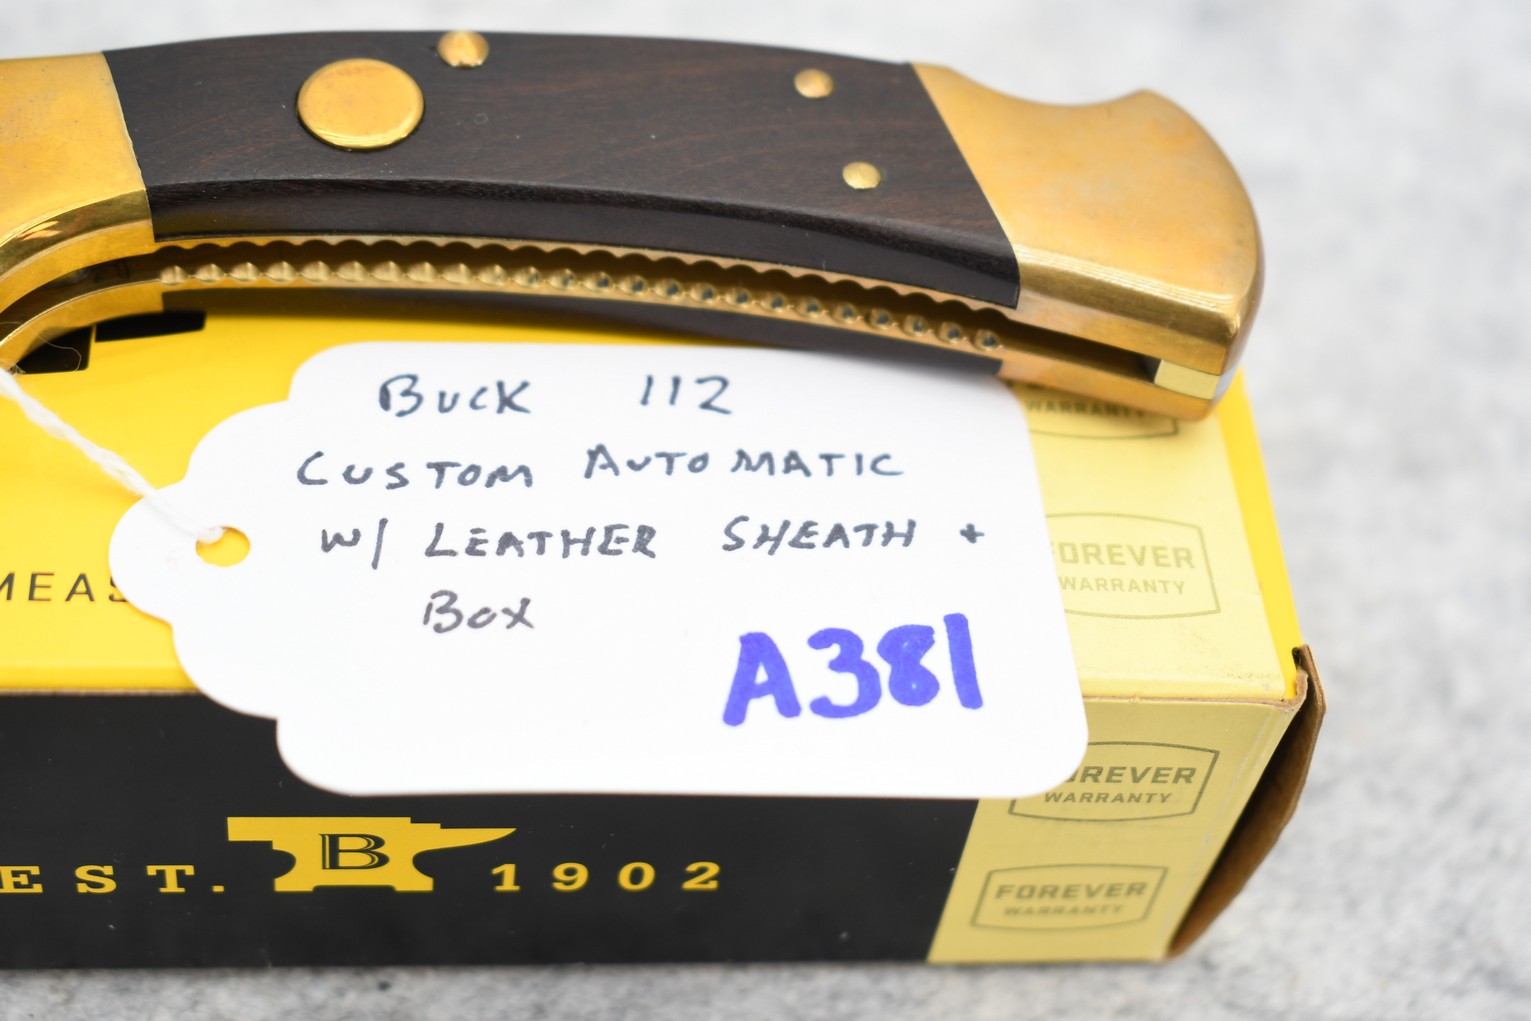 BUCK 112
CUSTOM AUTOMATIC
W/ LEATHER SHEATH +
BOX
A381
WARRANTY
FOREVER
WARRANTY
MEAS
FOREVER
WARRANTY
EST. B 1902
FOREVER
WARRANTY